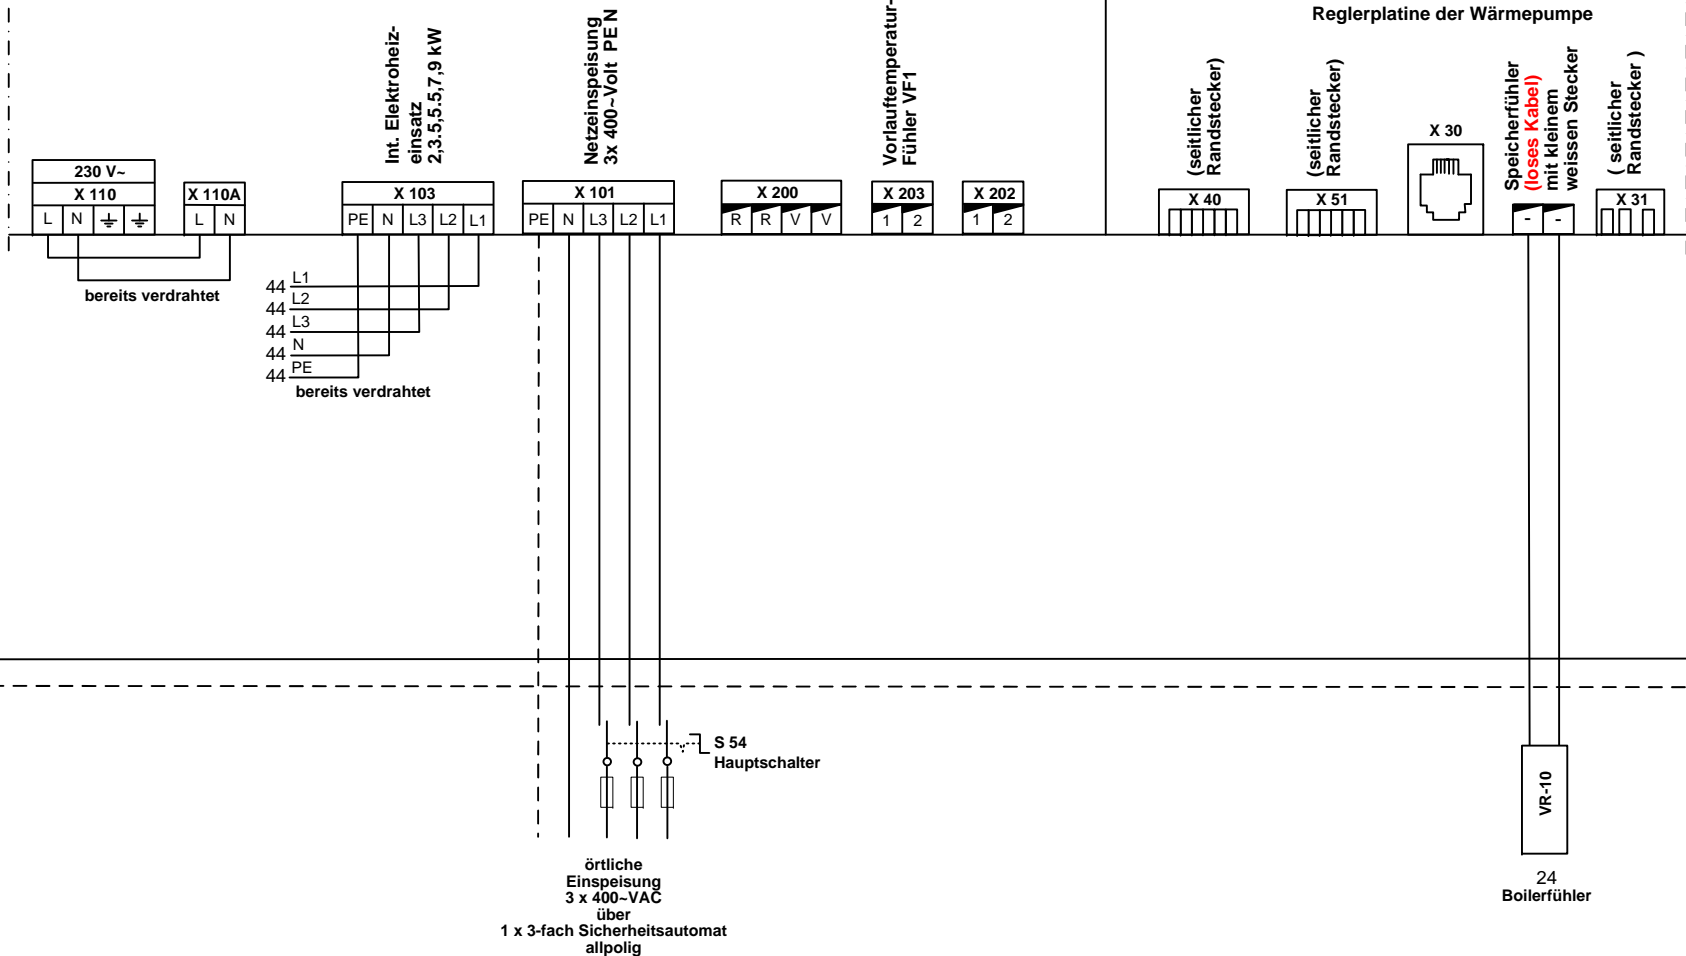 Reglerplatine der Wärmepumpe
Int. Elektroheiz-
einsatz
2,3.5,5.5,7,9 kW
Netzeinspeisung
3x 400~Volt PE N
Vorlauftemperatur-
Fühler VF1
(seitlicher
Randstecker)
(seitlicher
Randstecker)
X 30
Speicherfühler
(loses Kabel)
mit kleinem
weissen Stecker
( seitlicher
Randstecker )
230 V~
X 110
L N
X 110A
L N
X 103
PE N L3 L2 L1
X 101
PE N L3 L2 L1
X 200
R R V V
X 203
1 2
X 202
1 2
X 40
X 51
- -
X 31
bereits verdrahtet
44 L1
44 L2
44 L3
44 N
44 PE
bereits verdrahtet
S 54
Hauptschalter
VR-10
örtliche
Einspeisung
3 x 400~VAC
über
1 x 3-fach Sicherheitsautomat
allpolig
24
Boilerfühler